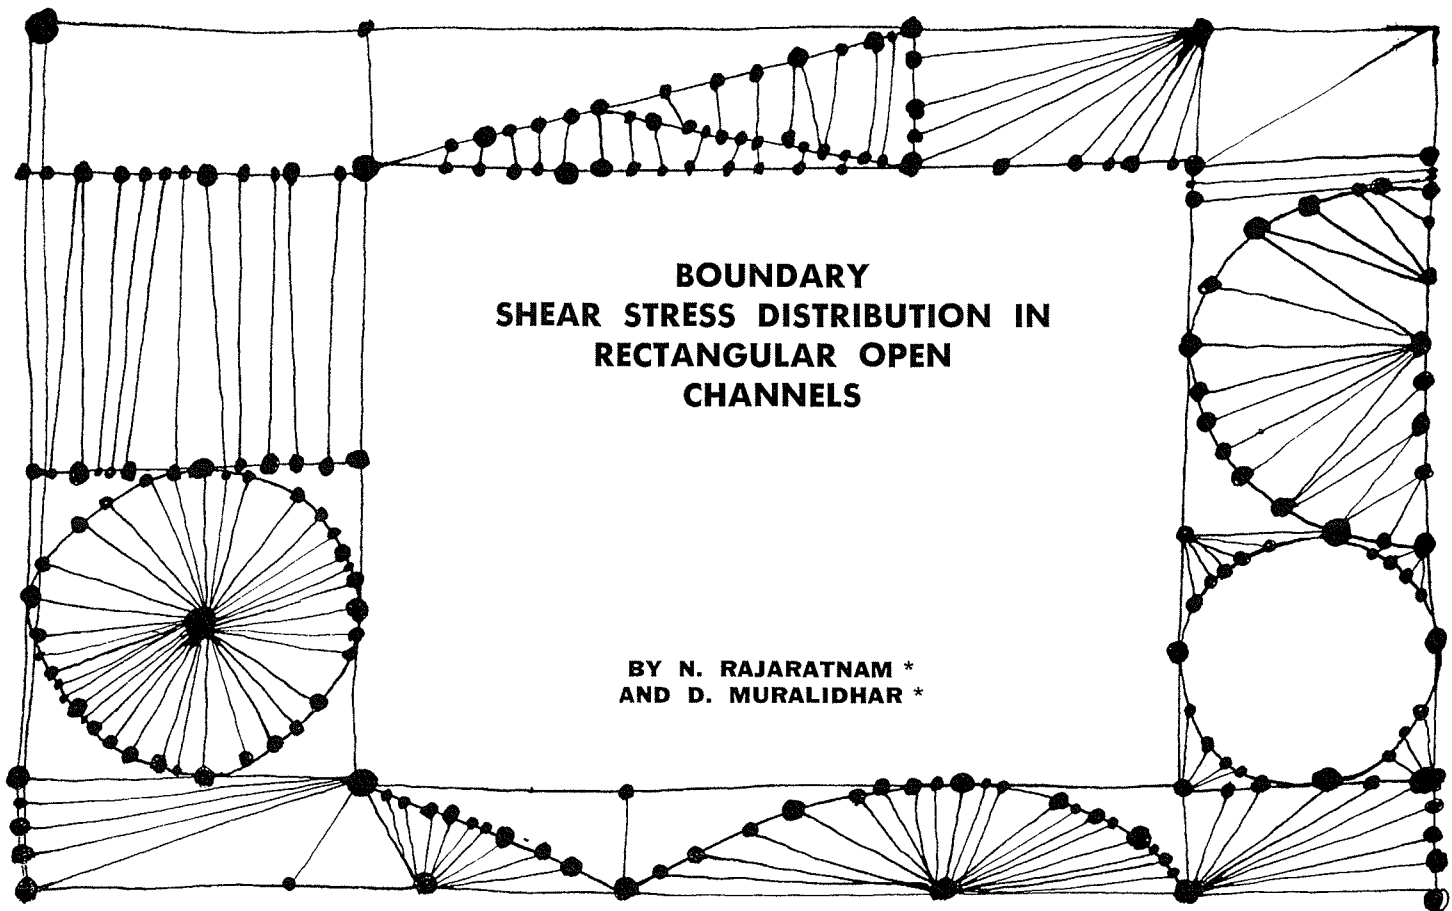 BOUNDARY
SHEAR STRESS DISTRIBUTION IN
RECTANGULAR OPEN
CHANNELS
BY N. RAJARATNAM *
AND D. MURALIDHAR *